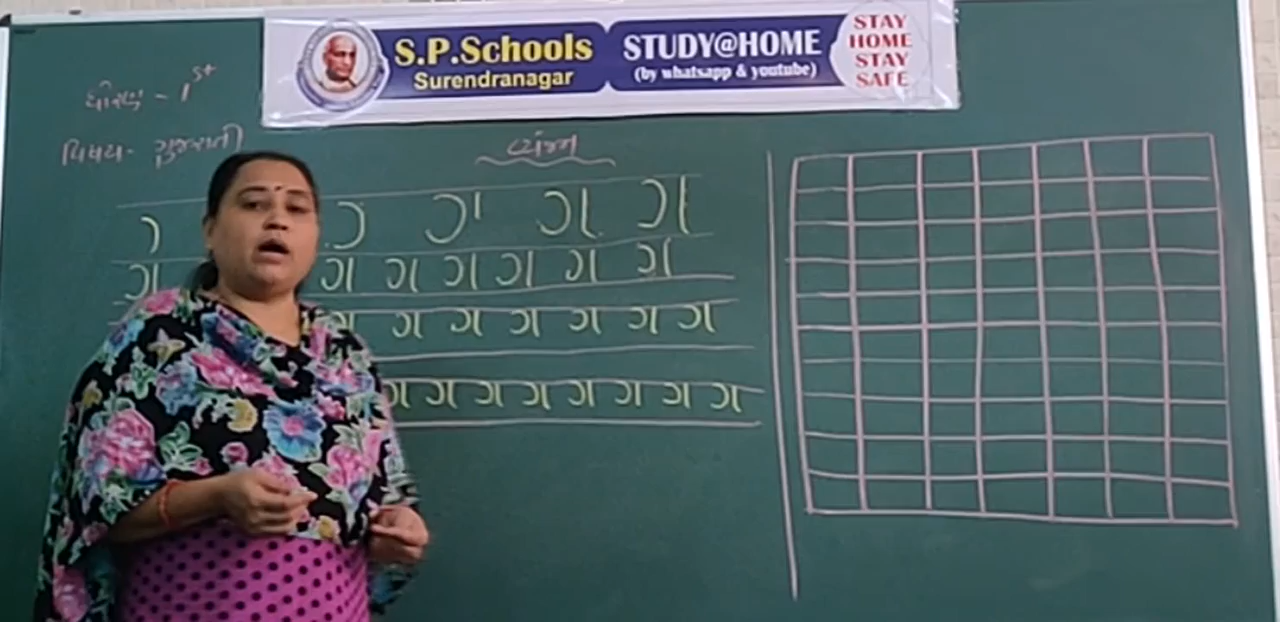 S.P.Schools
Surendranagar
STUDY@HOME
(by whatsapp & youtube)
STAY
HOME
STAY
SAFE
ધોરણ - 1st
વિષય - ગુજરાતી
વ્યંજન
ગ ગ
ગ ગ ગ ગ ગ ગ ગ
ગ ગ ગ ગ ગ ગ ગ
ગ ગ ગ ગ ગ ગ ગ ગ